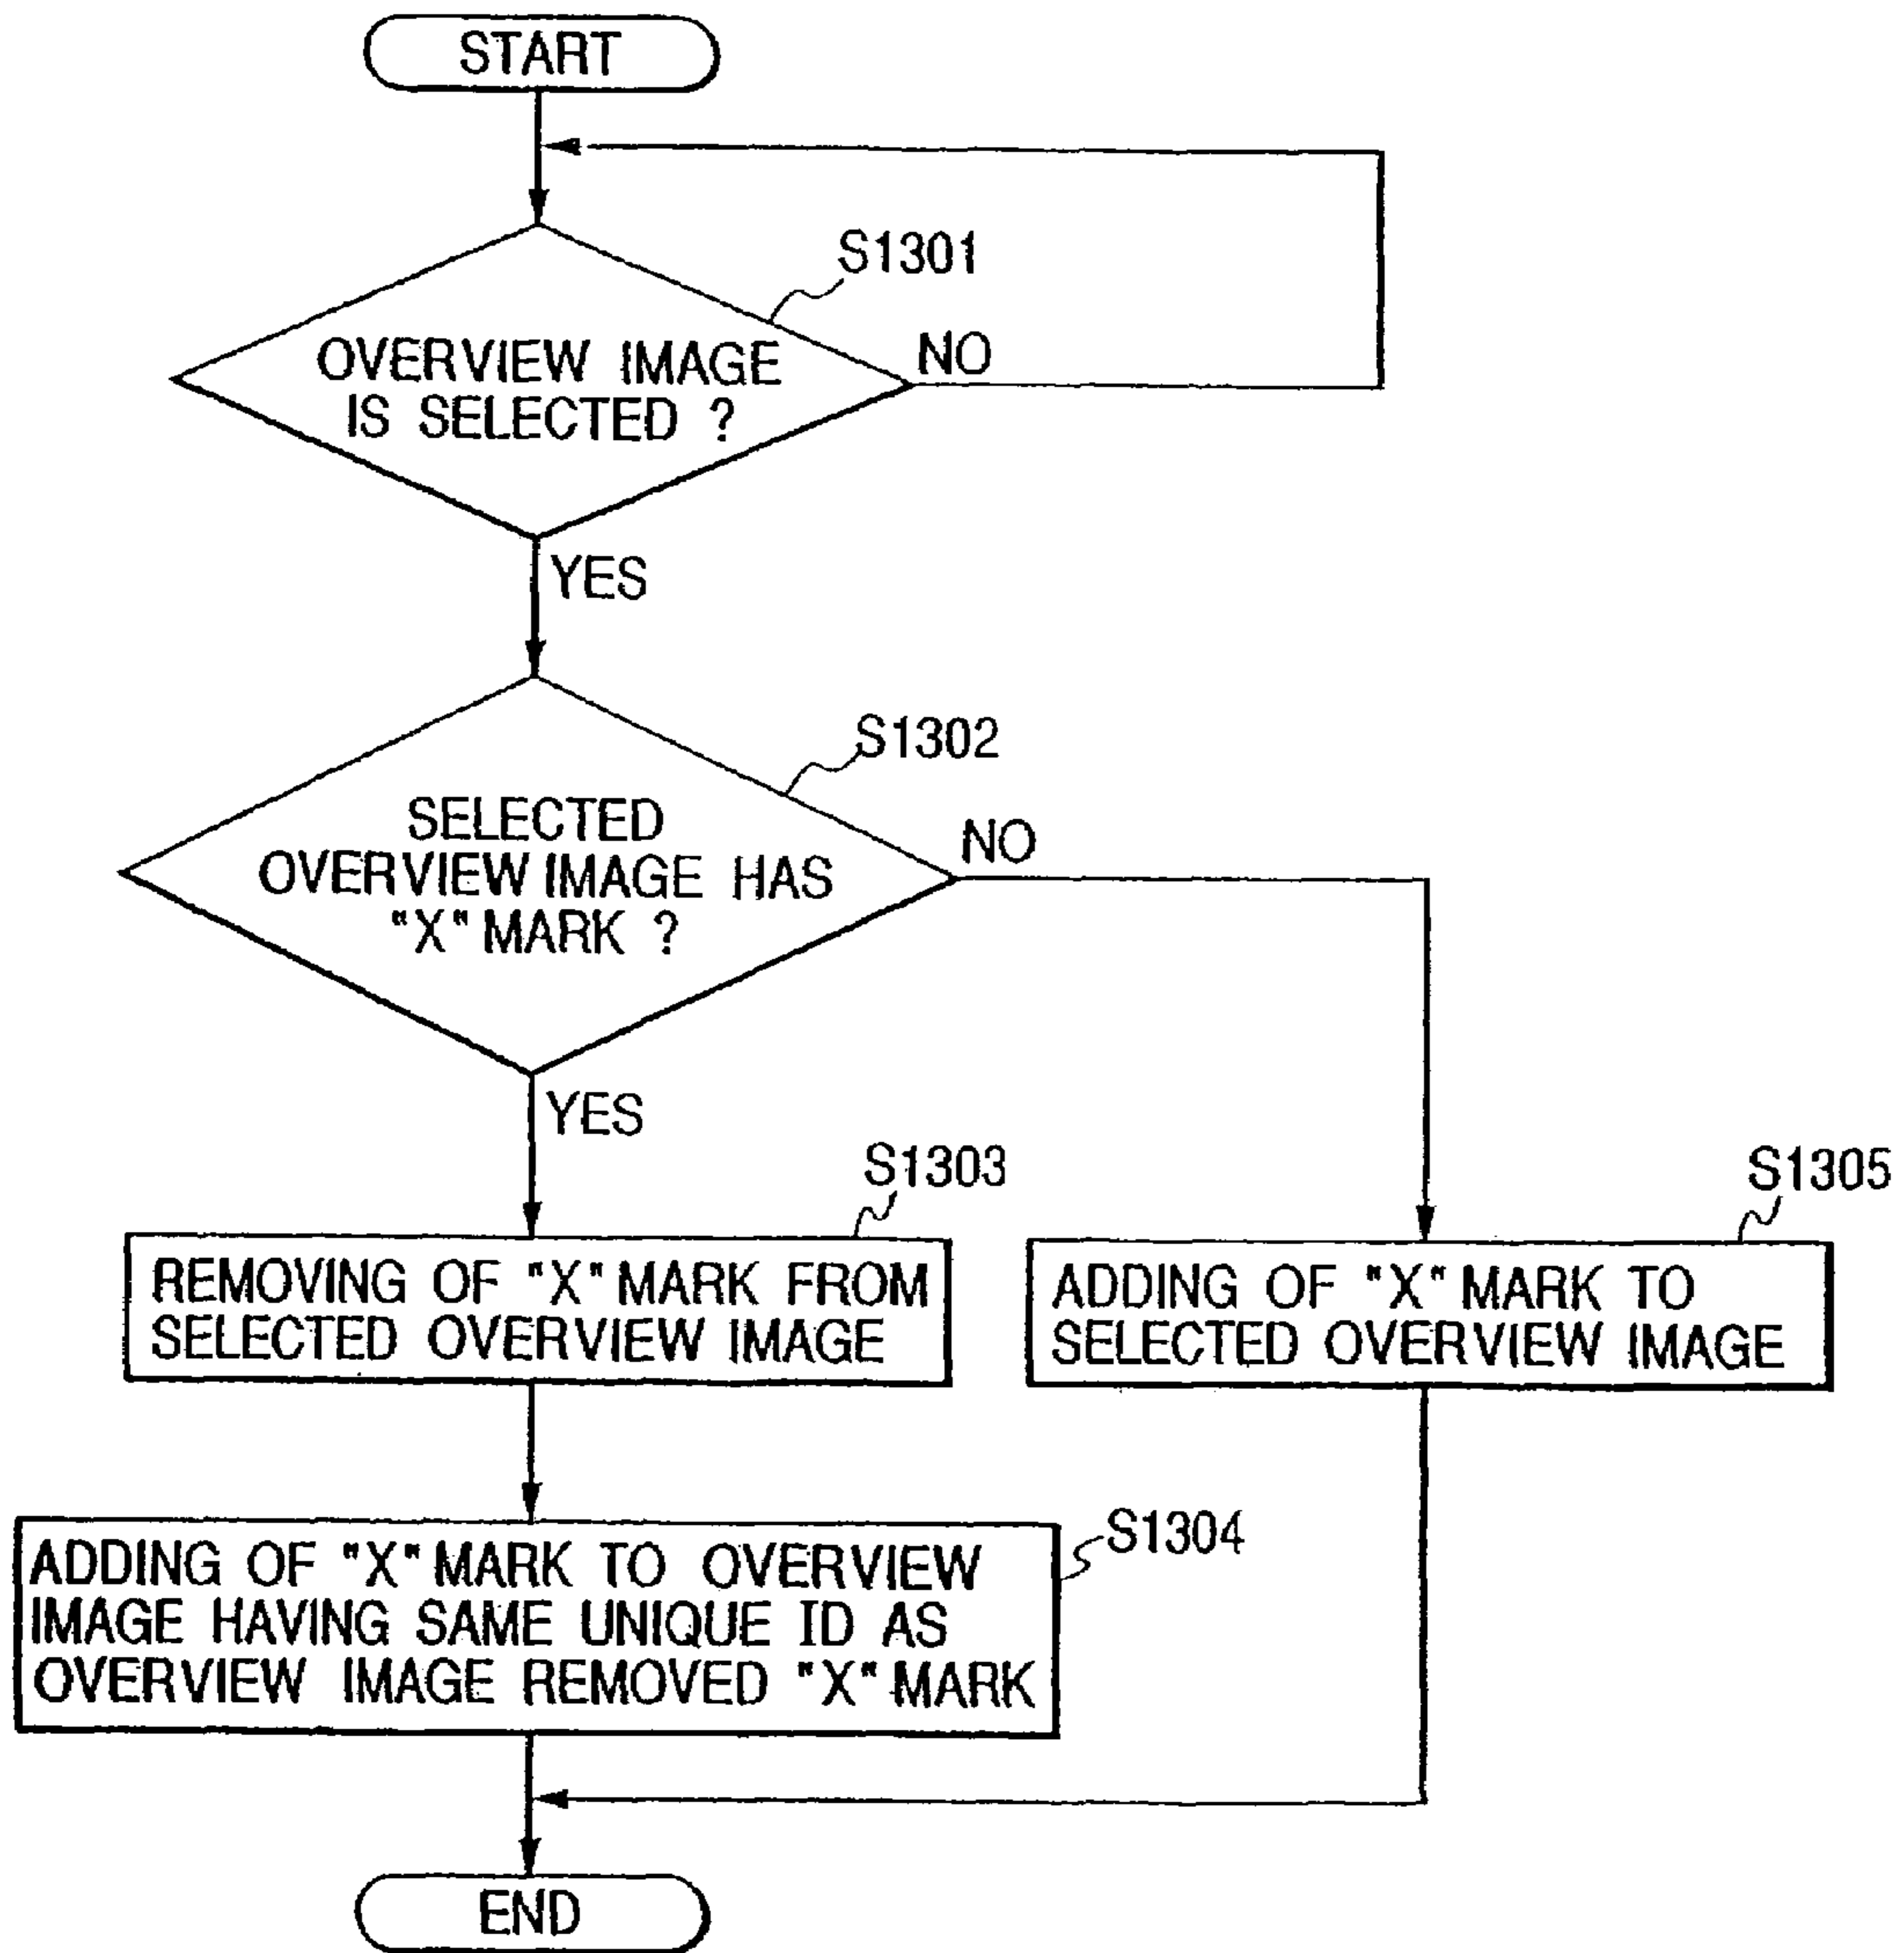 START
S1301
OVERVIEW IMAGE
IS SELECTED ?
NO
YES
S1302
SELECTED
OVERVIEW IMAGE HAS
"X" MARK ?
NO
YES
S1303
REMOVING OF "X" MARK FROM
SELECTED OVERVIEW IMAGE
S1305
ADDING OF "X" MARK TO
SELECTED OVERVIEW IMAGE
S1304
ADDING OF "X" MARK TO OVERVIEW
IMAGE HAVING SAME UNIQUE ID AS
OVERVIEW IMAGE REMOVED "X" MARK
END